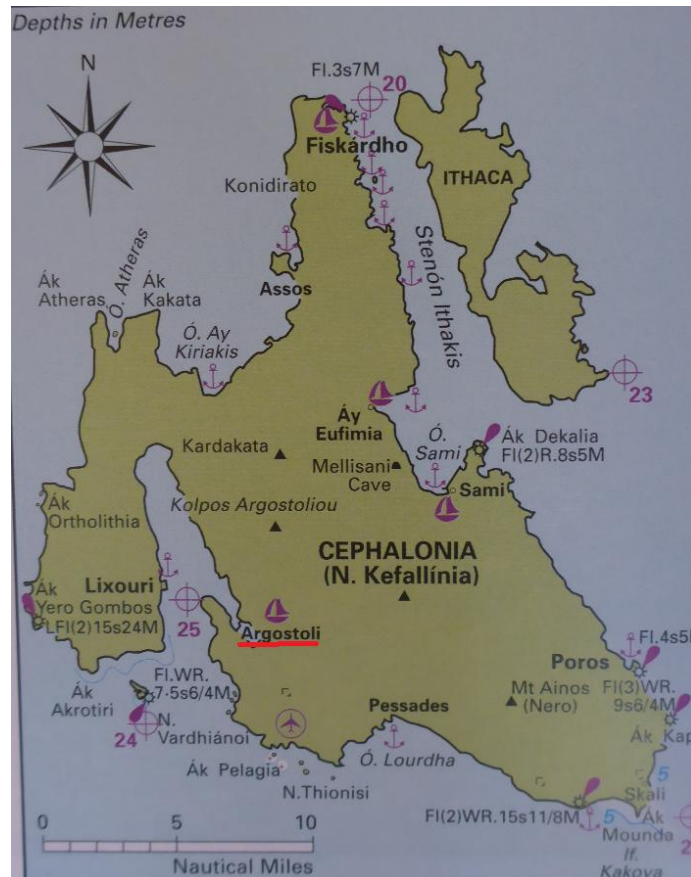 Depths in Metres
N
Fl.3s7M
20
Fiskárdho
ITHACA
Konidirato
Stenón Ithakis
Assos
Ák
Atheras
Ó. Atheras
Ák
Kakata
Ó. Ay
Kiriakis
23
Áy
Eufimia
Ó.
Sami
Ák Dekalia
Fl(2)R.8s5M
Kardakata
Mellisani
Cave
Sami
Kolpos Argostoliou
Ák
Ortholithia
CEPHALONIA
(N. Kefallínia)
Lixouri
Ák
Yero Gombos
LFl(2)15s24M
25
Argostoli
Fl.4s5
Poros
Fl(3)WR.
9s6/4M
Fl.WR.
7·5s6/4M
Ák
Akrotiri
24
N.
Vardhiánoi
Pessades
Mt Ainos
(Nero)
Ák Kap
Ák Pelagia
Ó. Lourdha
N.Thionisi
5
Skali
Fl(2)WR.15s11/8M
5
Ák
Mounda
2
If.
Kakova
0 5 10
Nautical Miles